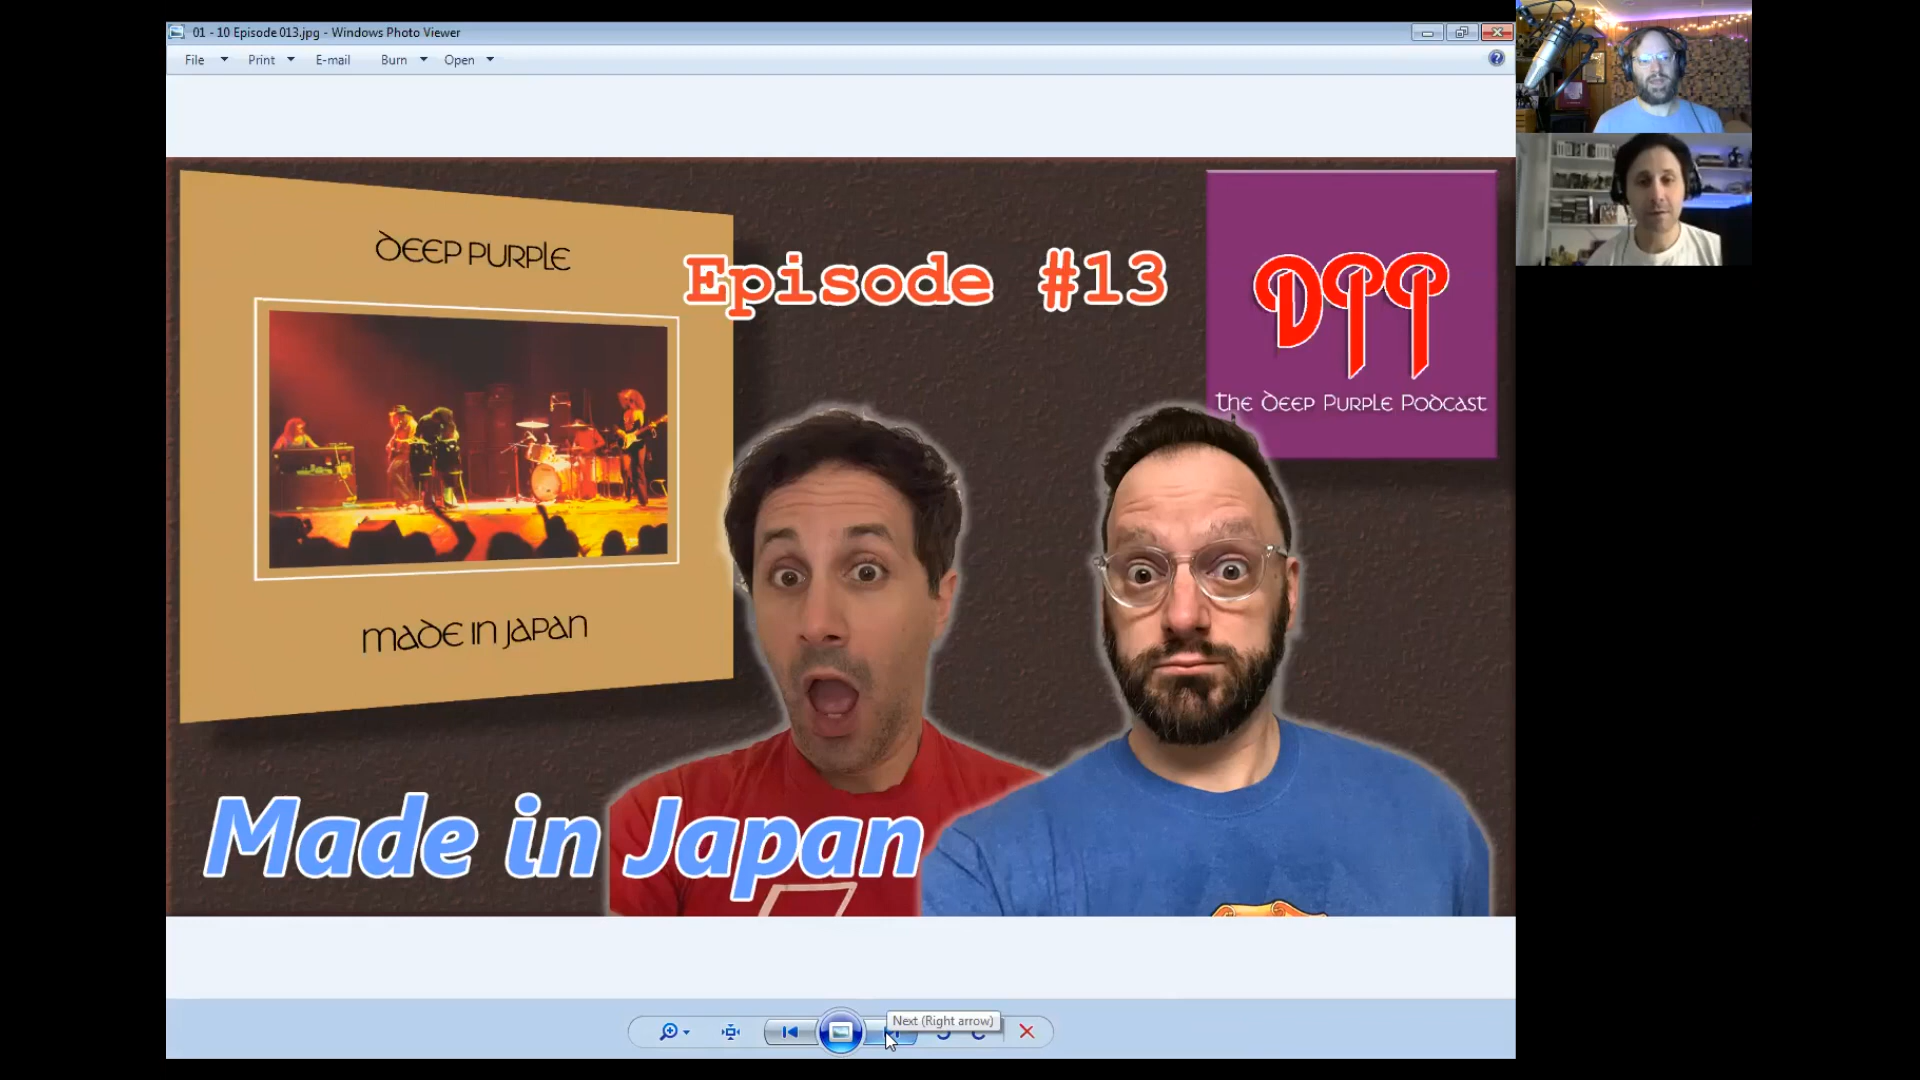 01 - 10 Episode 013.jpg - Windows Photo Viewer
File Print E-mail Burn Open
DEEP PURPLE
Episode #13
DPP
THE DEEP PURPLE PODCAST
MADE IN JAPAN
Made in Japan
Next (Right arrow)